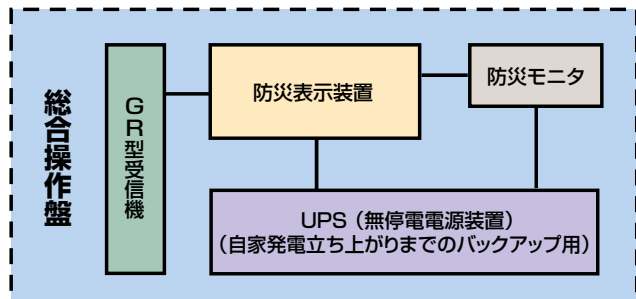 総合操作盤
GR型受信機
防災表示装置
防災モニタ
UPS（無停電電源装置）
（自家発電立ち上がりまでのバックアップ用）